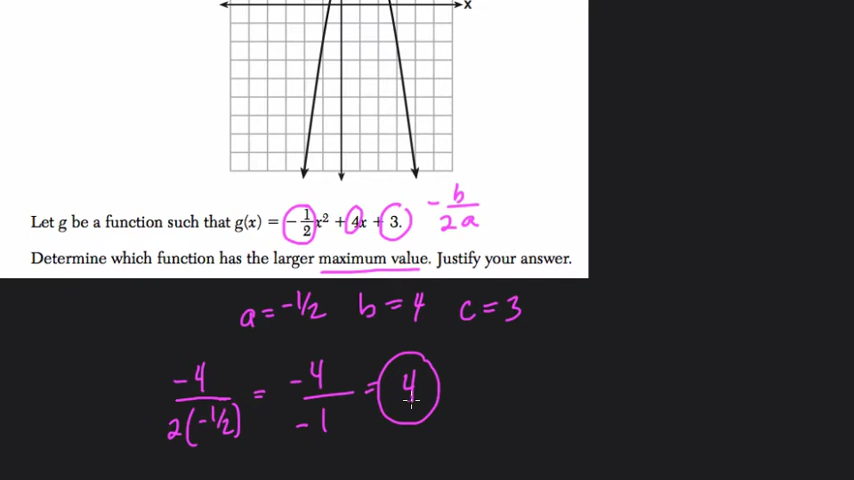 x
Let g be a function such that g(x) = −1/2x² + 4x + 3.
-b/2a
Determine which function has the larger maximum value. Justify your answer.
a=-1/2 b=4 c=3
-4/2(-1/2) = -4/-1 = 4